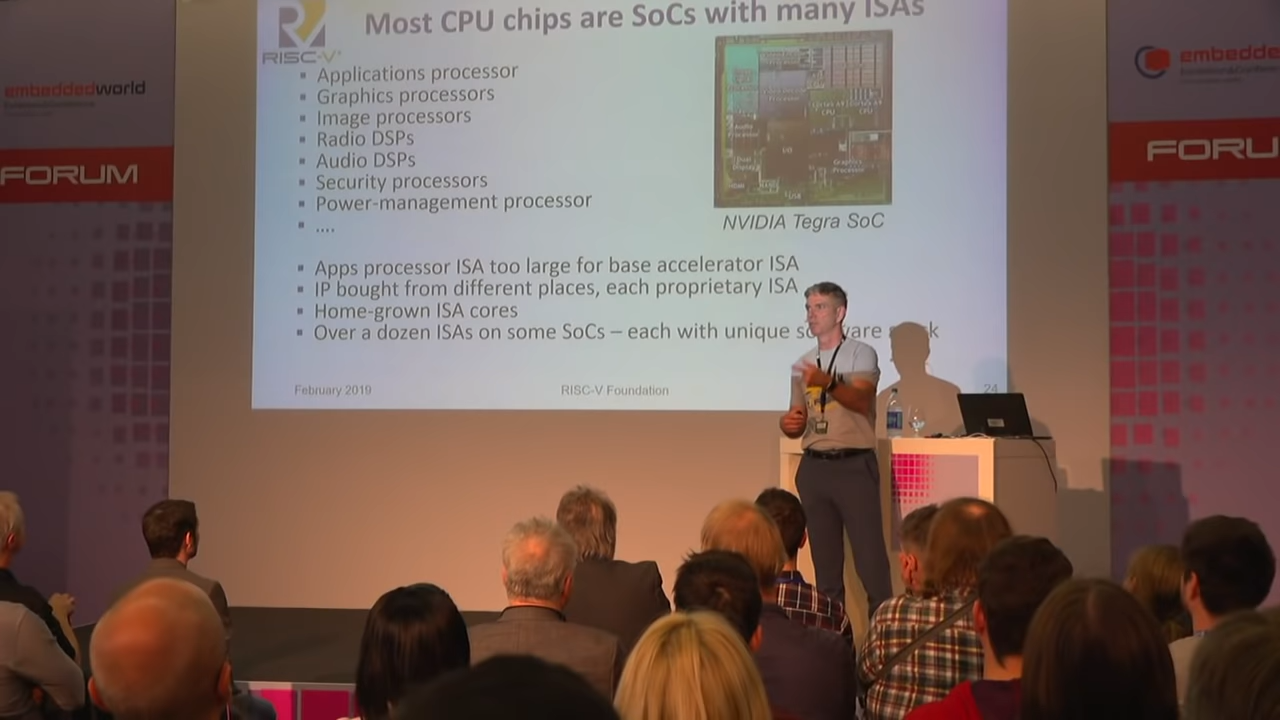 Most CPU chips are SoCs with many ISAs
RISC-V
Applications processor
Graphics processors
Image processors
Radio DSPs
Audio DSPs
Security processors
Power-management processor
....
NVIDIA Tegra SoC
Apps processor ISA too large for base accelerator ISA
IP bought from different places, each proprietary ISA
Home-grown ISA cores
Over a dozen ISAs on some SoCs – each with unique
February 2019
RISC-V Foundation
24
embeddedworld
FORUM
embedde
FORU